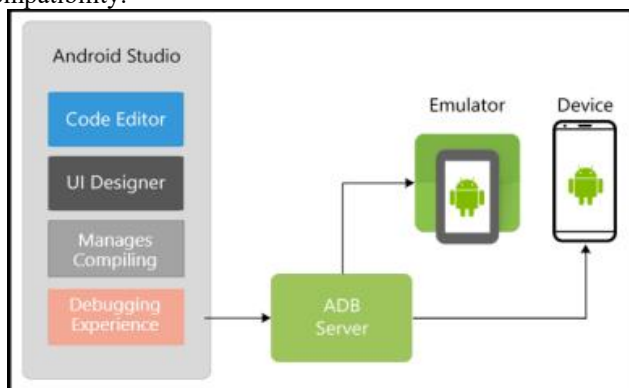 Android Studio
Code Editor
UI Designer
Manages
Compiling
Debugging
Experience
ADB
Server
Emulator
Device